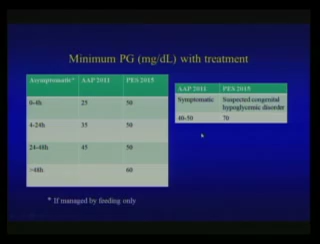 Minimum PG (mg/dL) with treatment
Asymptomatic* AAP 2011 PES 2015
0-4h 25 50
4-24h 35 50
24-48h 45 50
>48h 60
AAP 2011 PES 2015
Symptomatic Suspected congenital
hypoglycemic disorder
40-50 70
* If managed by feeding only